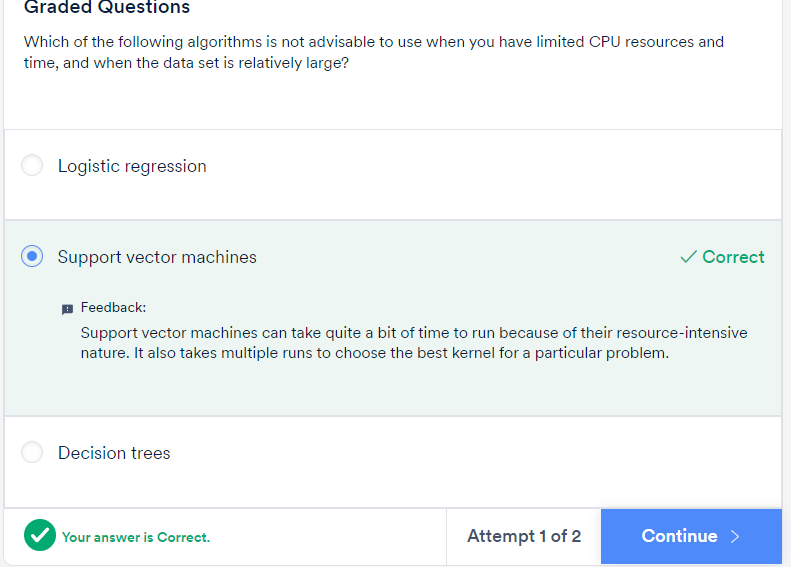 Graded Questions
Which of the following algorithms is not advisable to use when you have limited CPU resources and
time, and when the data set is relatively large?
Logistic regression
Support vector machines
Correct
Feedback:
Support vector machines can take quite a bit of time to run because of their resource-intensive
nature. It also takes multiple runs to choose the best kernel for a particular problem.
Decision trees
Your answer is Correct.
Attempt 1 of 2
Continue